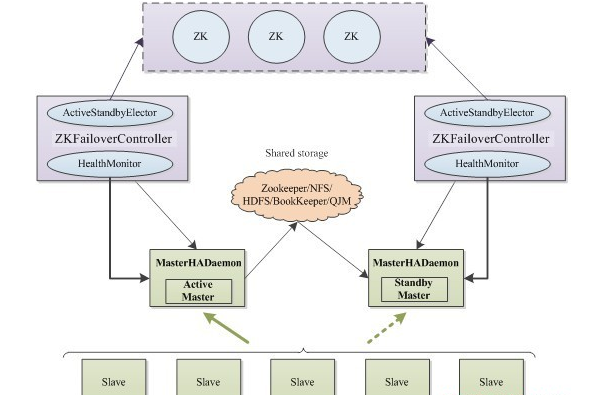 ZK ZK ZK
ActiveStandbyElector
ZKFailoverController
HealthMonitor
ActiveStandbyElector
ZKFailoverController
HealthMonitor
Shared storage
Zookeeper/NFS/
HDFS/BookKeeper/QJM
MasterHADaemon
Active
Master
MasterHADaemon
Standby
Master
Slave Slave Slave Slave Slave